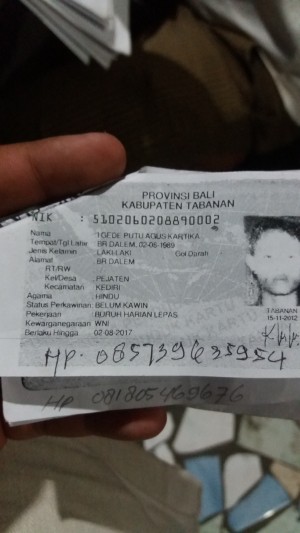 PROVINSI BALI
KABUPATEN TABANAN
NIK : 5102060208890002
Nama : I GEDE PUTU AGUS KARTIKA
Tempat/Tgl Lahir : BR DALEM, 02-08-1989
Jenis Kelamin : LAKI-LAKI Gol Darah
Alamat : BR DALEM
RT/RW
Kel/Desa : PEJATEN
Kecamatan : KEDIRI
Agama : HINDU
Status Perkawinan : BELUM KAWIN
Pekerjaan : BURUH HARIAN LEPAS
Kewarganegaraan : WNI
Berlaku Hingga : 02-08-2017
TABANAN
15-11-2012
HP. 085739635954
HP 081805469676